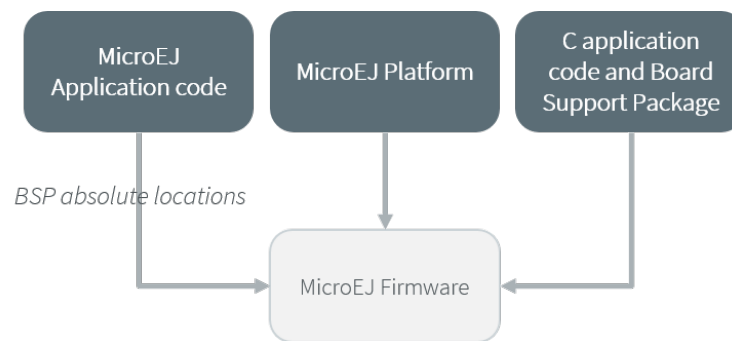 MicroEJ
Application code
MicroEJ Platform
C application
code and Board
Support Package
BSP absolute locations
MicroEJ Firmware